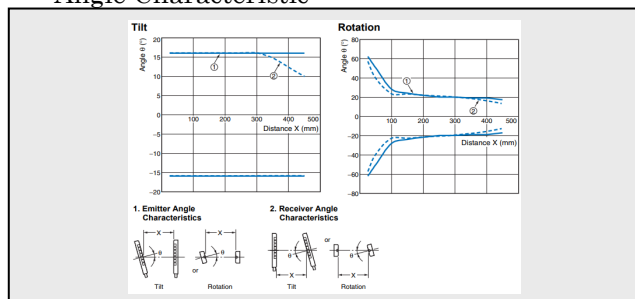 Angle Characteristic
Tilt
Rotation
Angle θ (°)
20
15
10
5
0
−5
−10
−15
−20
100 200 300 400 500
Distance X (mm)
①
②
Angle θ (°)
80
60
40
20
0
−20
−40
−60
−80
100 200 300 400 500
Distance X (mm)
①
②
1. Emitter Angle
Characteristics
2. Receiver Angle
Characteristics
X
θ
or
X
θ
Tilt
Rotation
θ
X
or
θ
X
Tilt
Rotation